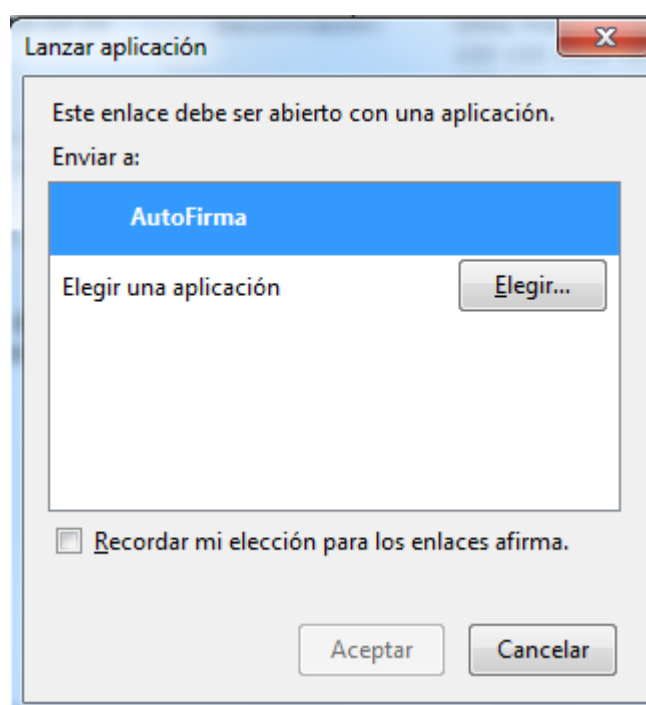 Lanzar aplicación
Este enlace debe ser abierto con una aplicación.
Enviar a:
AutoFirma
Elegir una aplicación
Elegir...
Recordar mi elección para los enlaces afirma.
Aceptar
Cancelar